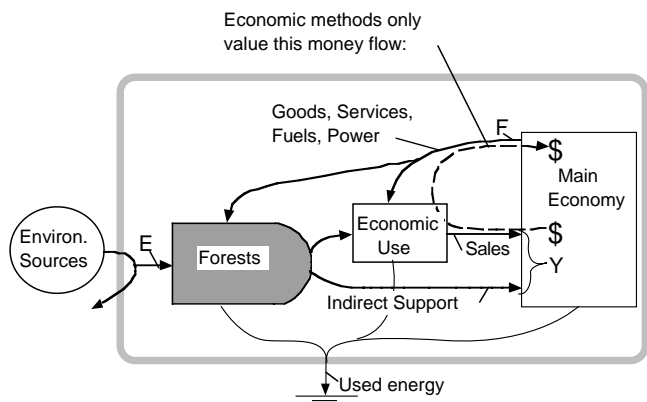 Economic methods only
value this money flow:
Goods, Services,
Fuels, Power
F
$
Main
Economy
Environ.
Sources
E
Forests
Economic
Use
$
Sales
Y
Indirect Support
Used energy